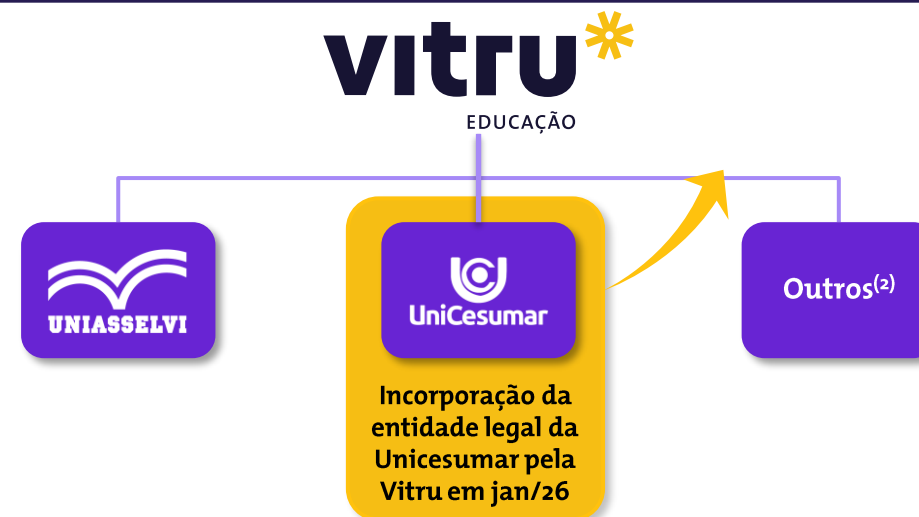 vitru
EDUCAÇÃO
UNIASSELVI
UniCesumar
Outros(2)
Incorporação da
entidade legal da
Unicesumar pela
Vitru em jan/26